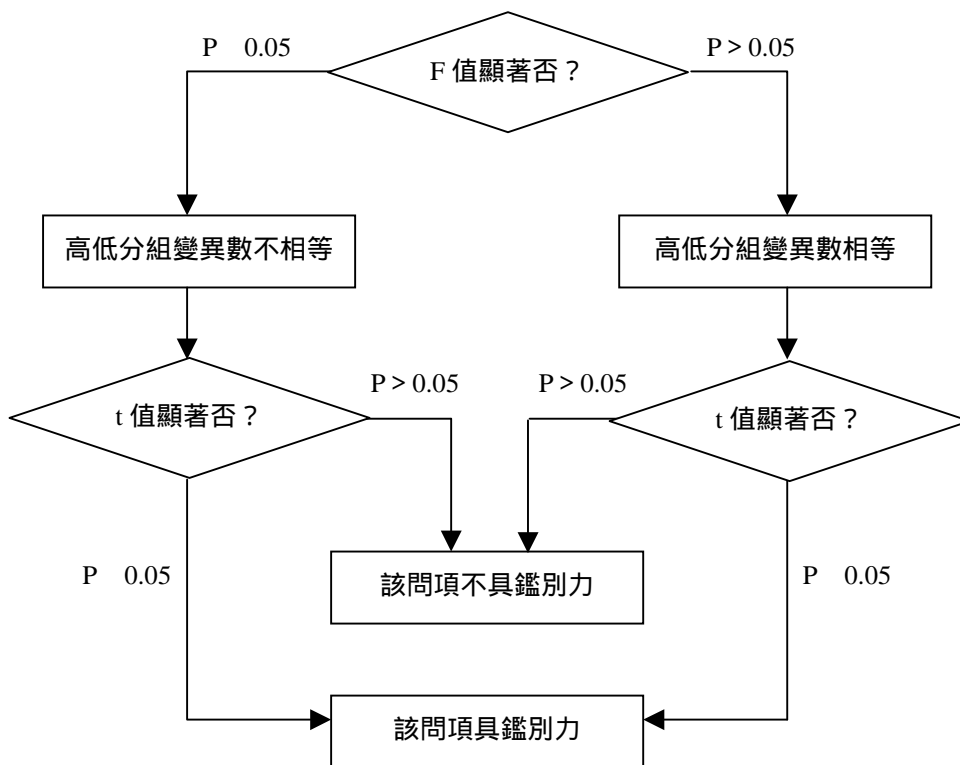 P 0.05
P > 0.05
F 值顯著否？
高低分組變異數不相等
高低分組變異數相等
P > 0.05
P > 0.05
t 值顯著否？
t 值顯著否？
P 0.05
該問項不具鑑別力
P 0.05
該問項具鑑別力